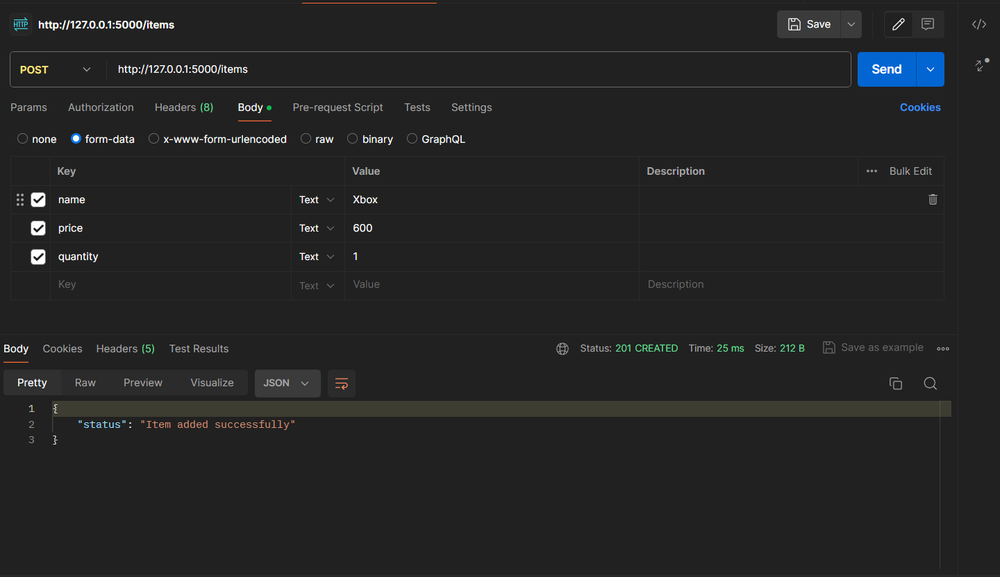 HTTP http://127.0.0.1:5000/items Save
POST http://127.0.0.1:5000/items Send
Params Authorization Headers (8) Body Pre-request Script Tests Settings Cookies
none form-data x-www-form-urlencoded raw binary GraphQL
Key Value Description Bulk Edit
name Text Xbox
price Text 600
quantity Text 1
Key Text Value Description
Body Cookies Headers (5) Test Results Status: 201 CREATED Time: 25 ms Size: 212 B Save as example
Pretty Raw Preview Visualize JSON
1 {
2 "status": "Item added successfully"
3 }